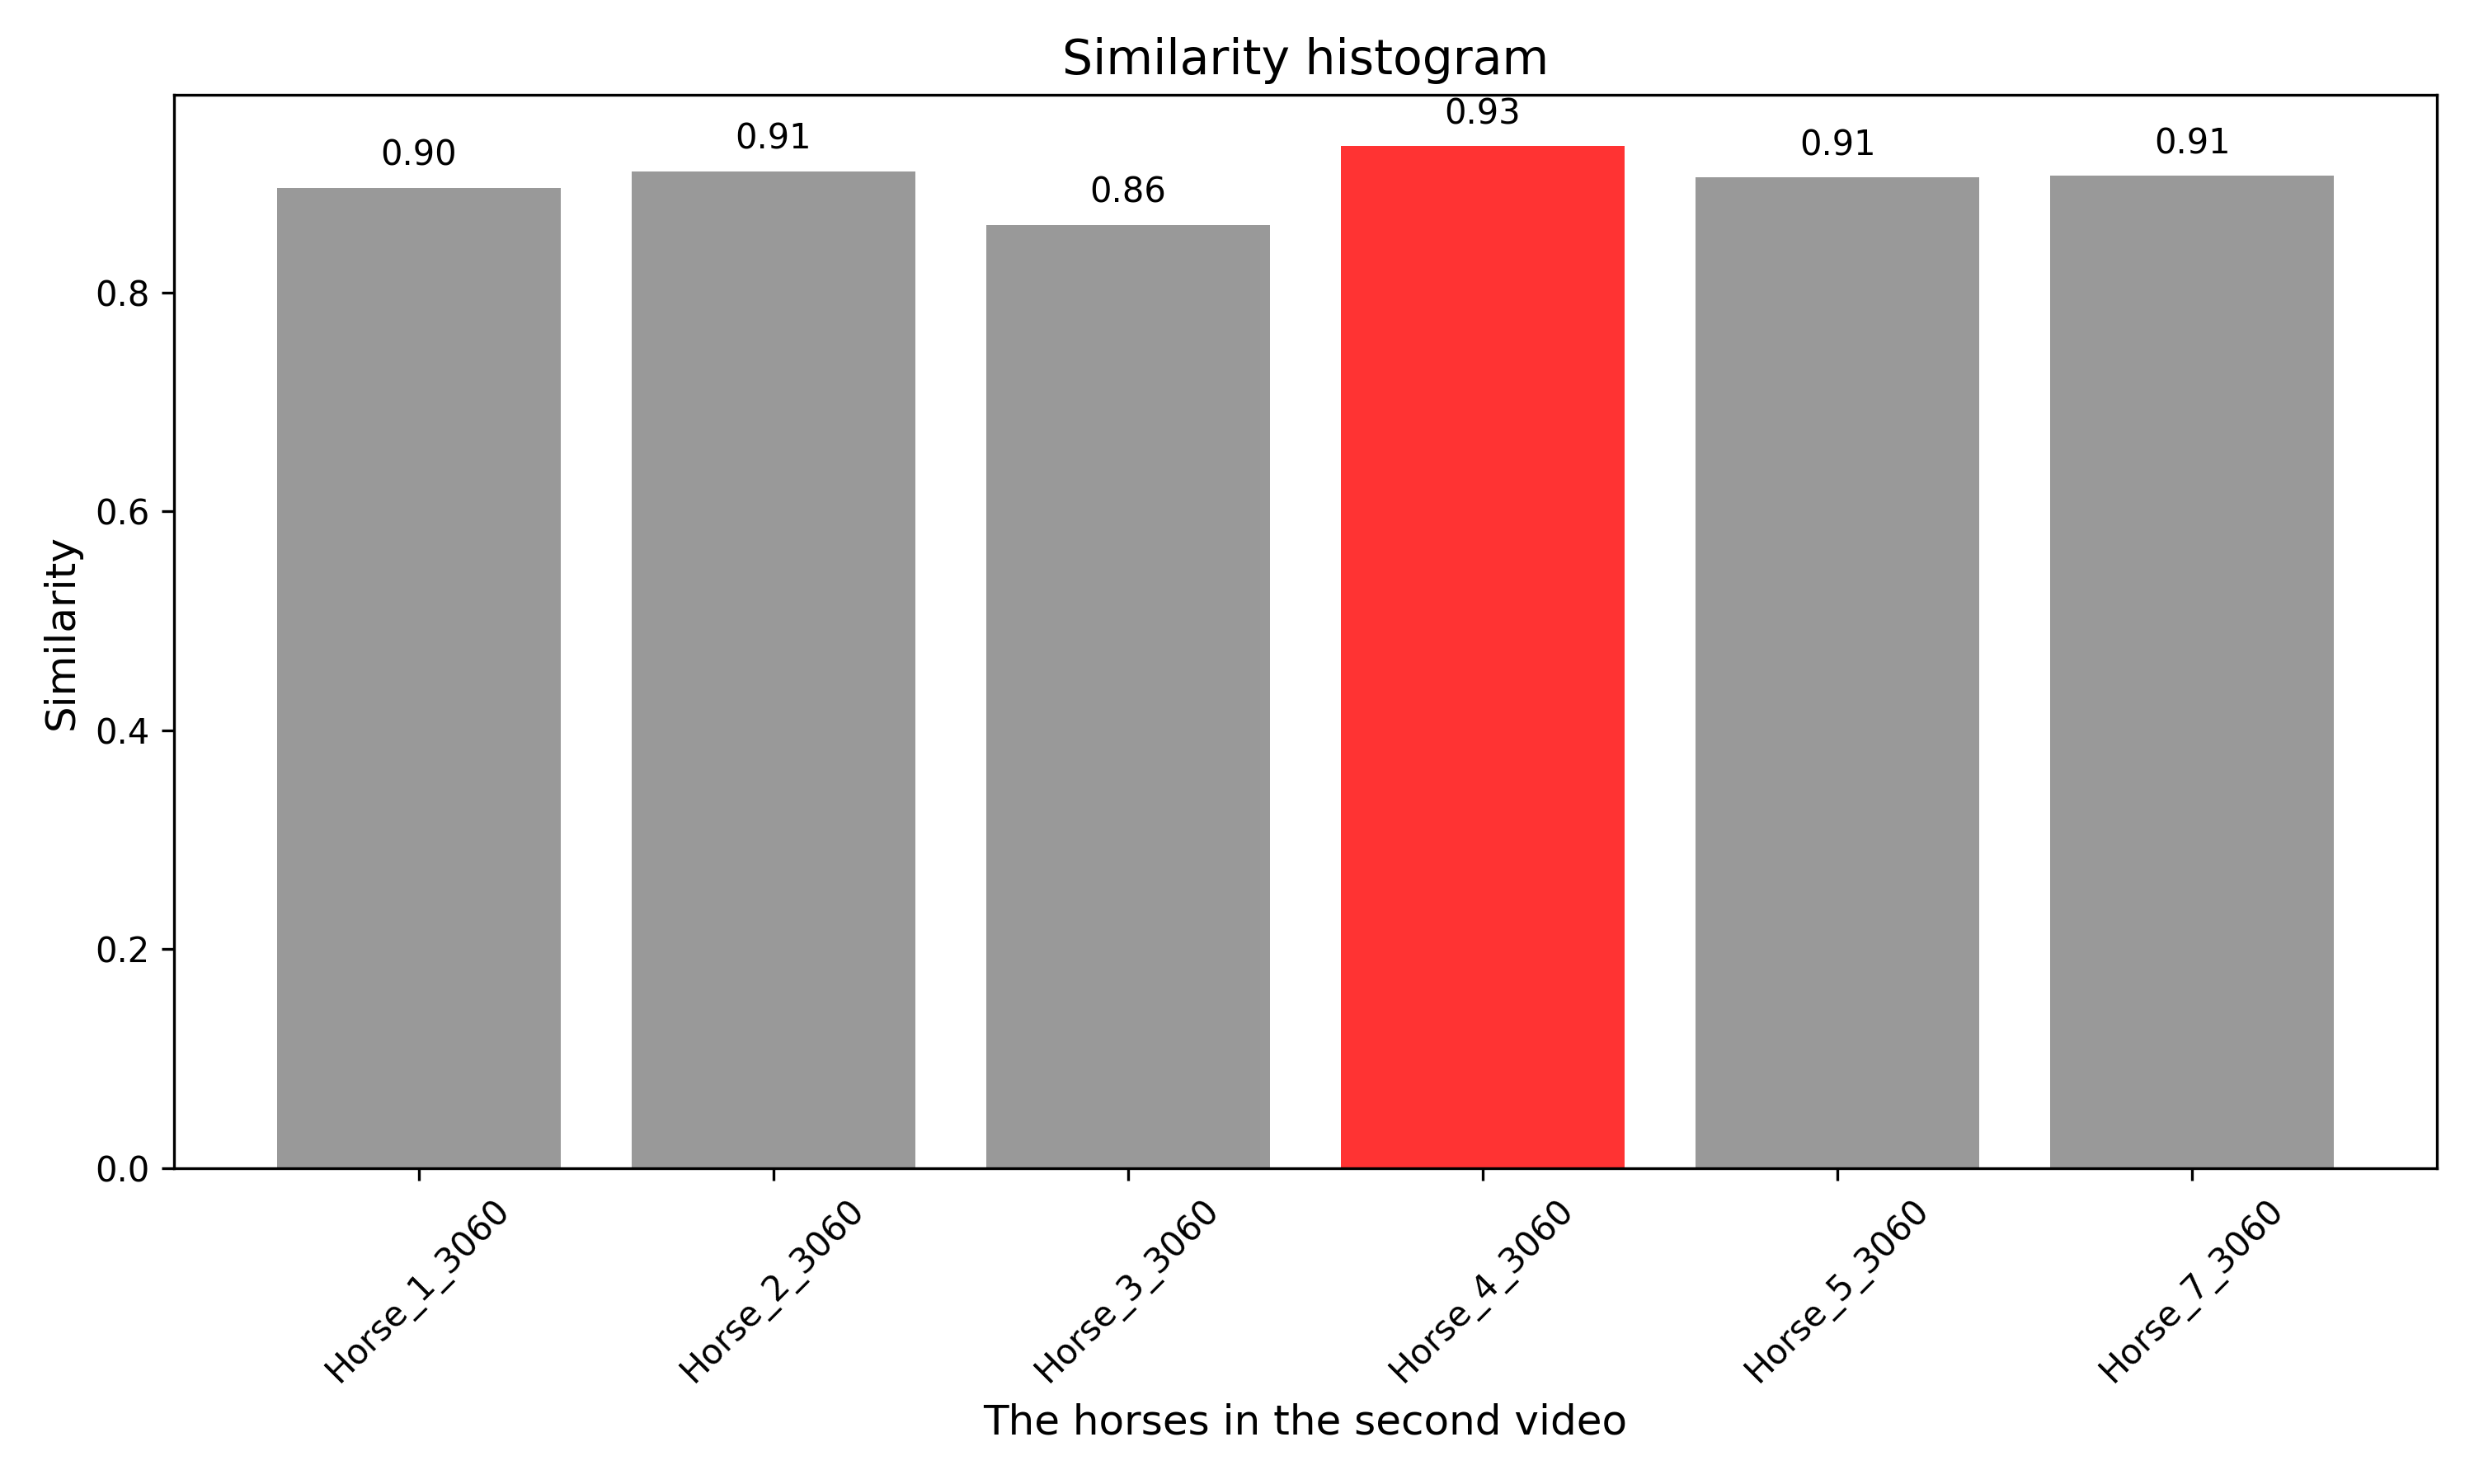 Similarity histogram
0.90
0.91
0.86
0.93
0.91
0.91
Similarity
0.8
0.6
0.4
0.2
0.0
Horse_1_3060
Horse_2_3060
Horse_3_3060
Horse_4_3060
Horse_5_3060
Horse_7_3060
The horses in the second video